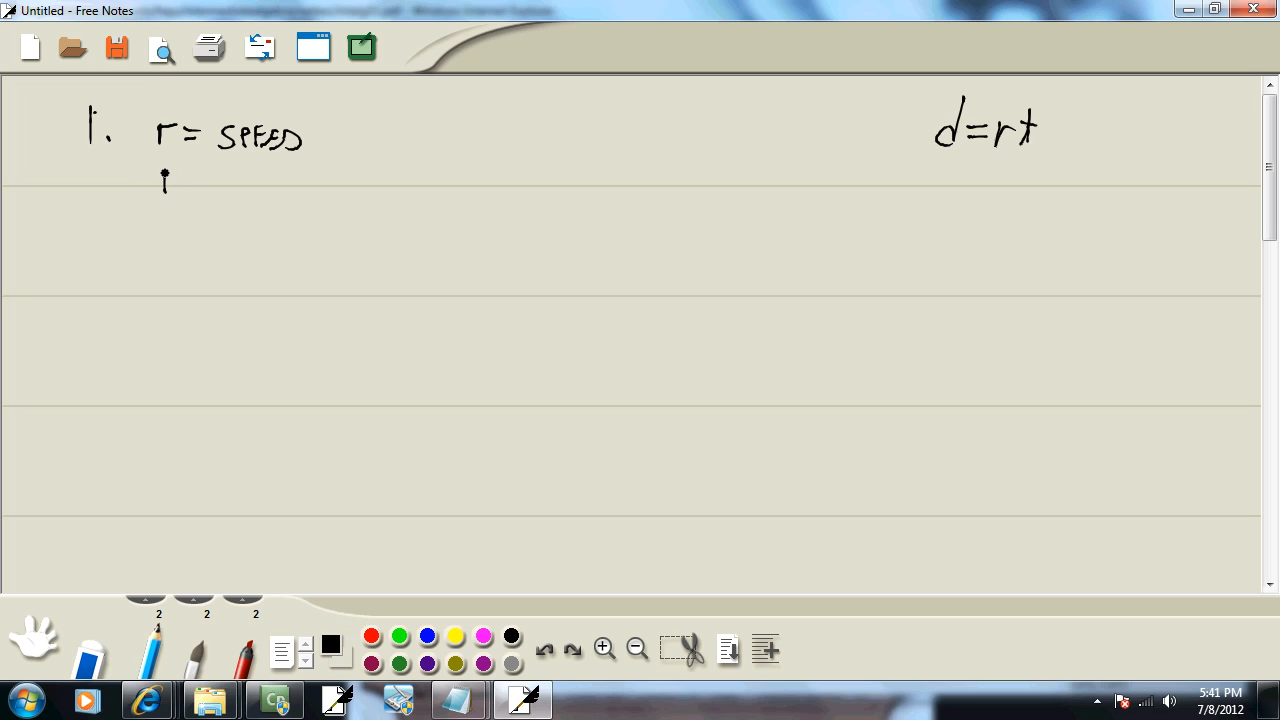 Untitled - Free Notes
1. r = SPEED
d=rt
2 2 2
5:41 PM
7/8/2012